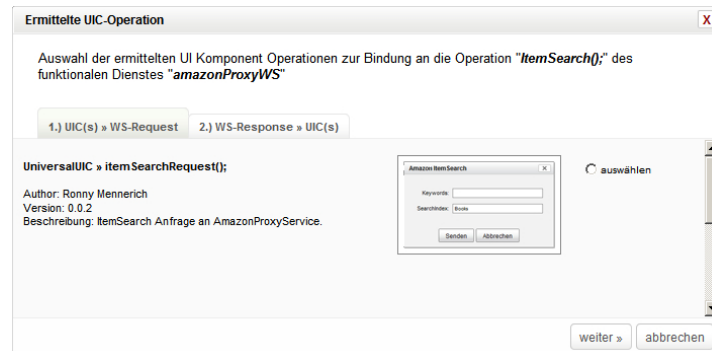 Ermittelte UIC-Operation
X
Auswahl der ermittelten UI Komponent Operationen zur Bindung an die Operation "ItemSearch();" des
funktionalen Dienstes "amazonProxyWS"
1.) UIC(s) » WS-Request
2.) WS-Response » UIC(s)
UniversalUIC » itemSearchRequest();
Author: Ronny Mennerich
Version: 0.0.2
Beschreibung: ItemSearch Anfrage an AmazonProxyService.
Amazon ItemSearch
X
Keywords:
SearchIndex: Books
Senden Abbrechen
auswählen
weiter » abbrechen